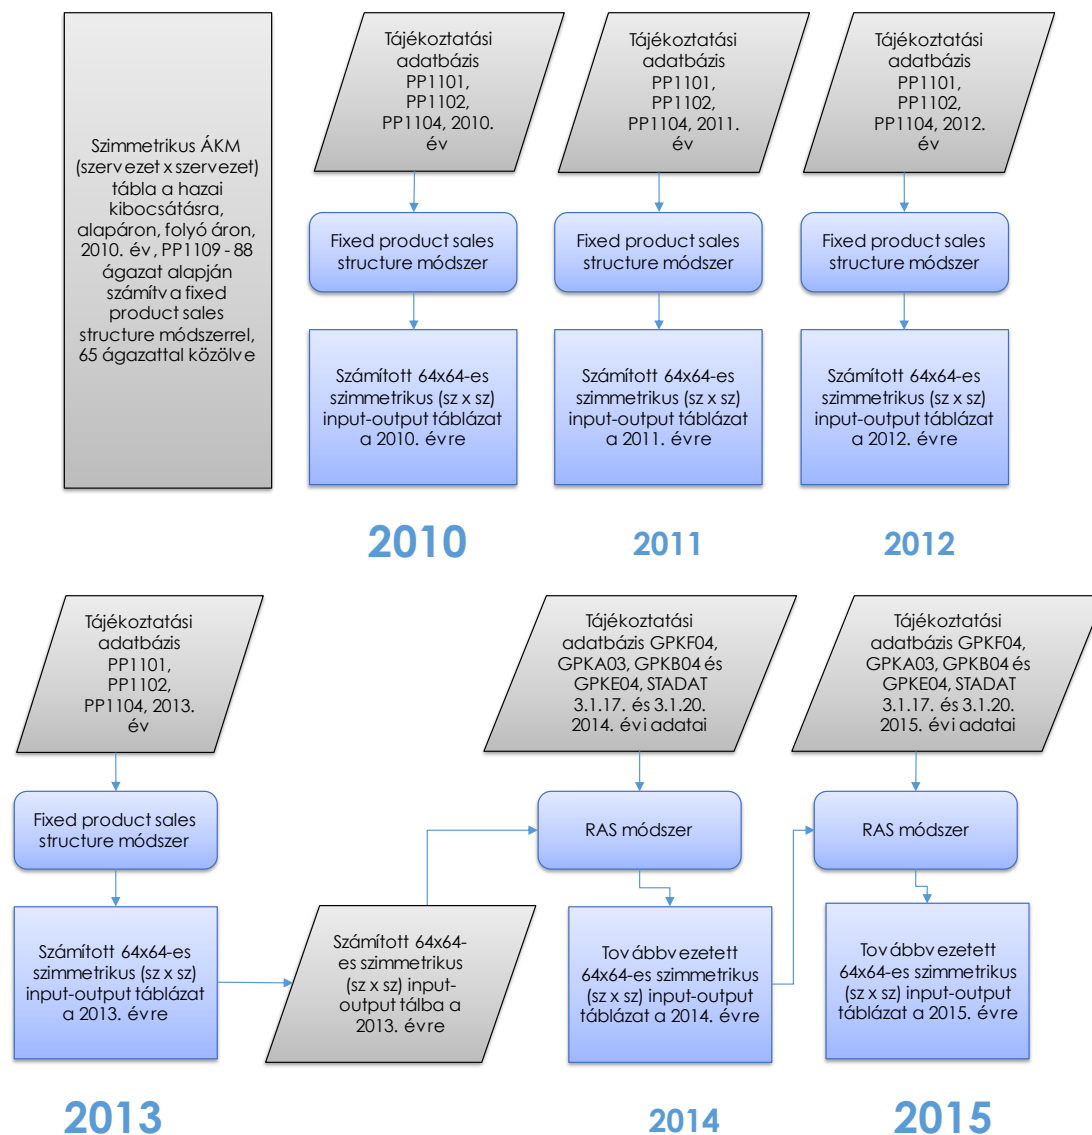 Szimmetrikus ÁKM
(szervezet x szervezet)
tábla a hazai
kibocsátásra,
alapáron, folyó áron,
2010. év, PP1109 - 88
ágazat alapján
számítva fixed
product sales
structure módszerrel,
65 ágazattal közölve
Tájékoztatási
adatbázis
PP1101,
PP1102,
PP1104, 2010.
év
Fixed product sales
structure módszer
Számított 64x64-es
szimmetrikus (sz x sz)
input-output táblázat
a 2010. évre
2010
Tájékoztatási
adatbázis
PP1101,
PP1102,
PP1104, 2011.
év
Fixed product sales
structure módszer
Számított 64x64-es
szimmetrikus (sz x sz)
input-output táblázat
a 2011. évre
2011
Tájékoztatási
adatbázis
PP1101,
PP1102,
PP1104, 2012.
év
Fixed product sales
structure módszer
Számított 64x64-es
szimmetrikus (sz x sz)
input-output táblázat
a 2012. évre
2012
Tájékoztatási
adatbázis
PP1101,
PP1102,
PP1104, 2013.
év
Fixed product sales
structure módszer
Számított 64x64-es
szimmetrikus (sz x sz)
input-output táblázat
a 2013. évre
2013
Számított 64x64-
es szimmetrikus
(sz x sz) input-
output tálba a
2013. évre
Tájékoztatási
adatbázis GPKF04,
GPKA03, GPKB04 és
GPKE04, STADAT
3.1.17. és 3.1.20.
2014. évi adatai
RAS módszer
Továbbvezetett
64x64-es szimmetrikus
(sz x sz) input-output
táblázat a 2014. évre
2014
Tájékoztatási
adatbázis GPKF04,
GPKA03, GPKB04 és
GPKE04, STADAT
3.1.17. és 3.1.20.
2015. évi adatai
RAS módszer
Továbbvezetett
64x64-es szimmetrikus
(sz x sz) input-output
táblázat a 2015. évre
2015